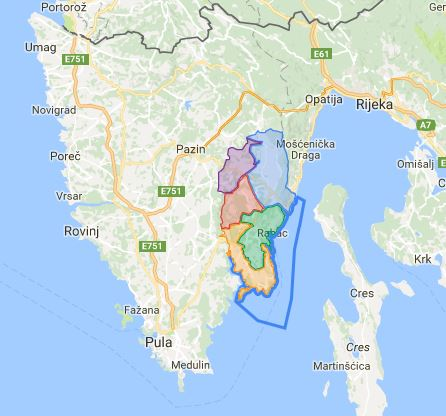 Portorož
Umag
E751
E61
Opatija
Rijeka
Novigrad
A7
Mošćenička
Draga
Pazin
Poreč
Omišalj
Vrsar
E751
Rovinj
Rabac
E751
Krk
Cres
Fažana
Pula
Cres
Medulin
Martinšćica